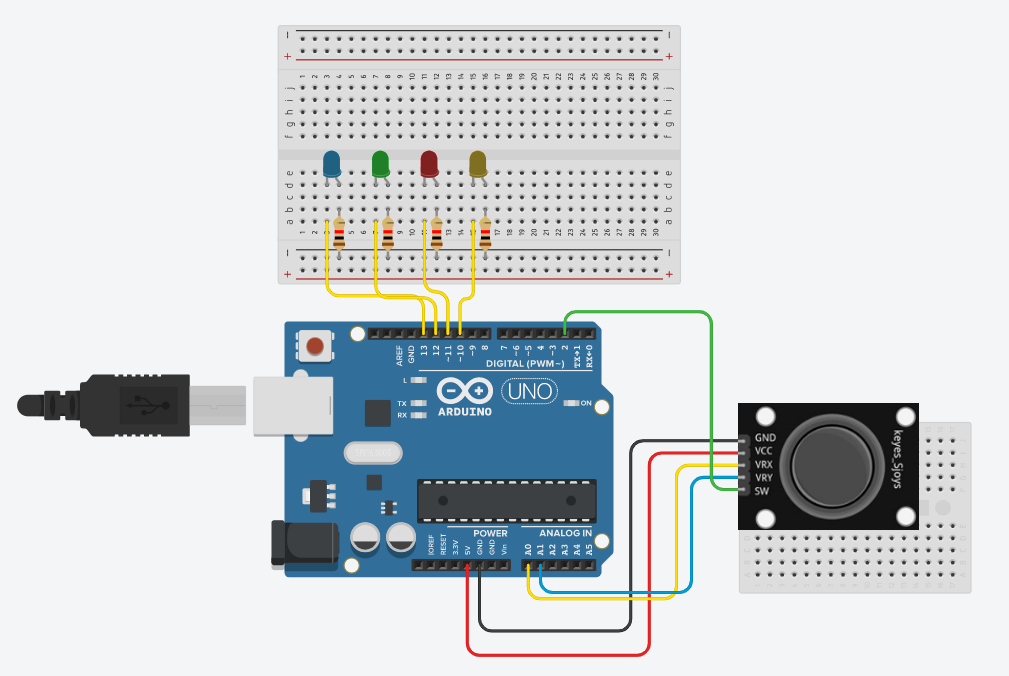 − −
+ +
1 2 3 4 5 6 7 8 9 10 11 12 13 14 15 16 17 18 19 20 21 22 23 24 25 26 27 28 29 30
j j
i i
h h
g g
f f
e e
d d
c c
b b
a a
1 2 3 4 5 6 7 8 9 10 11 12 13 14 15 16 17 18 19 20 21 22 23 24 25 26 27 28 29 30
− −
+ +
AREF
GND
13
12
~11
~10
~9
8
7
~6
~5
4
~3
2
TX→1
RX←0
DIGITAL (PWM~)
L
TX
RX
UNO
ON
ARDUINO
GND
VCC
VRX
VRY
SW
keyes_Sjoys
POWER
ANALOG IN
IOREF
RESET
3.3V
5V
GND
GND
Vin
A0
A1
A2
A3
A4
A5